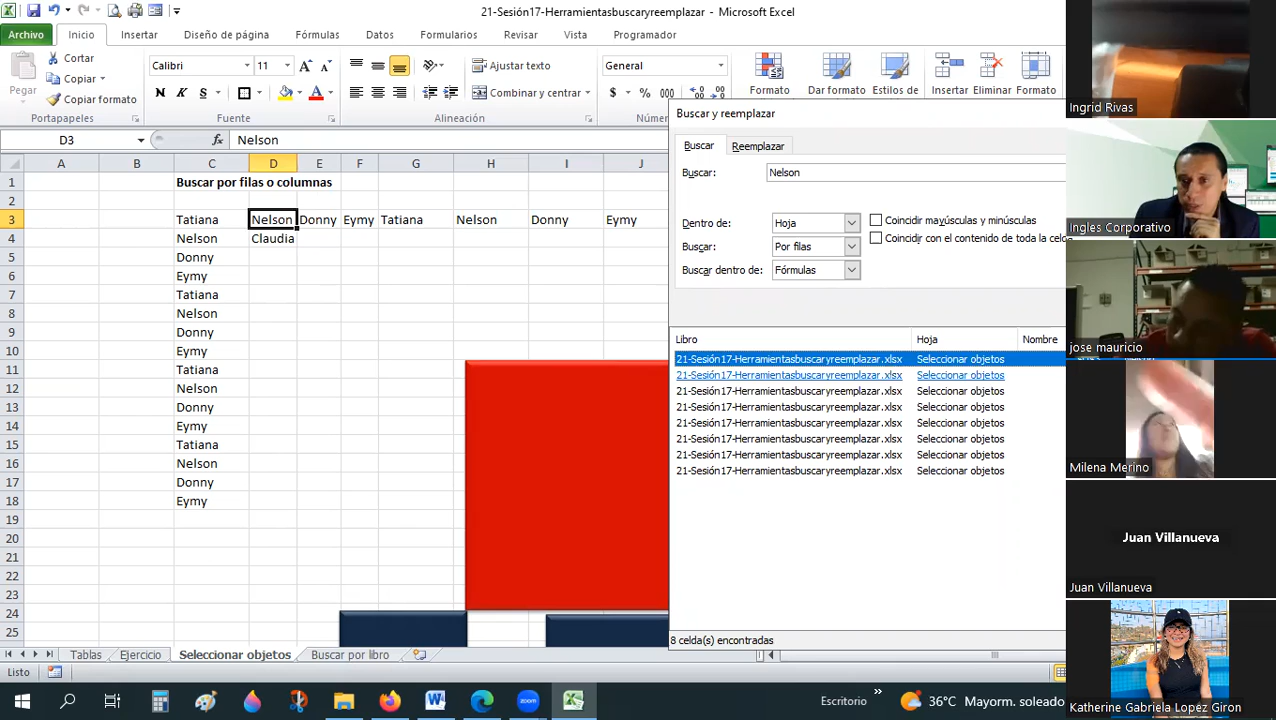 21-Sesión17-Herramientasbuscaryreemplazar - Microsoft Excel
Archivo Inicio Insertar Diseño de página Fórmulas Datos Formularios Revisar Vista Programador
Pegar
Cortar
Copiar
Copiar formato
Portapapeles
Calibri 11
N K S
Fuente
Ajustar texto
Combinar y centrar
Alineación
General
$ % 000
Núme
Formato Dar formato Estilos de Insertar Eliminar Formato
D3 fx Nelson
A B C D E F G H I J
1 Buscar por filas o columnas
2
3 Tatiana Nelson Donny Eymy Tatiana Nelson Donny Eymy
4 Nelson Claudia
5 Donny
6 Eymy
7 Tatiana
8 Nelson
9 Donny
10 Eymy
11 Tatiana
12 Nelson
13 Donny
14 Eymy
15 Tatiana
16 Nelson
17 Donny
18 Eymy
19
20
21
22
23
24
25
Buscar y reemplazar
Buscar Reemplazar
Buscar: Nelson
Dentro de: Hoja Coincidir mayúsculas y minúsculas
Buscar: Por filas Coincidir con el contenido de toda la celd
Buscar dentro de: Fórmulas
Libro Hoja Nombre
21-Sesión17-Herramientasbuscaryreemplazar.xlsx Seleccionar objetos
21-Sesión17-Herramientasbuscaryreemplazar.xlsx Seleccionar objetos
21-Sesión17-Herramientasbuscaryreemplazar.xlsx Seleccionar objetos
21-Sesión17-Herramientasbuscaryreemplazar.xlsx Seleccionar objetos
21-Sesión17-Herramientasbuscaryreemplazar.xlsx Seleccionar objetos
21-Sesión17-Herramientasbuscaryreemplazar.xlsx Seleccionar objetos
21-Sesión17-Herramientasbuscaryreemplazar.xlsx Seleccionar objetos
21-Sesión17-Herramientasbuscaryreemplazar.xlsx Seleccionar objetos
8 celda(s) encontradas
Tablas Ejercicio Seleccionar objetos Buscar por libro
Listo
zoom
Escritorio » 36°C Mayorm. soleado
Ingrid Rivas
Ingles Corporativo
jose mauricio
Milena Merino
Juan Villanueva
Juan Villanueva
Katherine Gabriela Lopez Giron